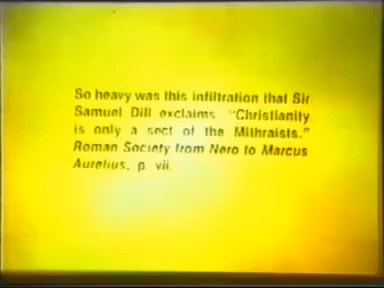 So heavy was this infiltration that Sir
Samuel Dill exclaims "Christianity
is only a sect of the Mithraists."
Roman Society from Nero to Marcus
Aurelius, p. vii.